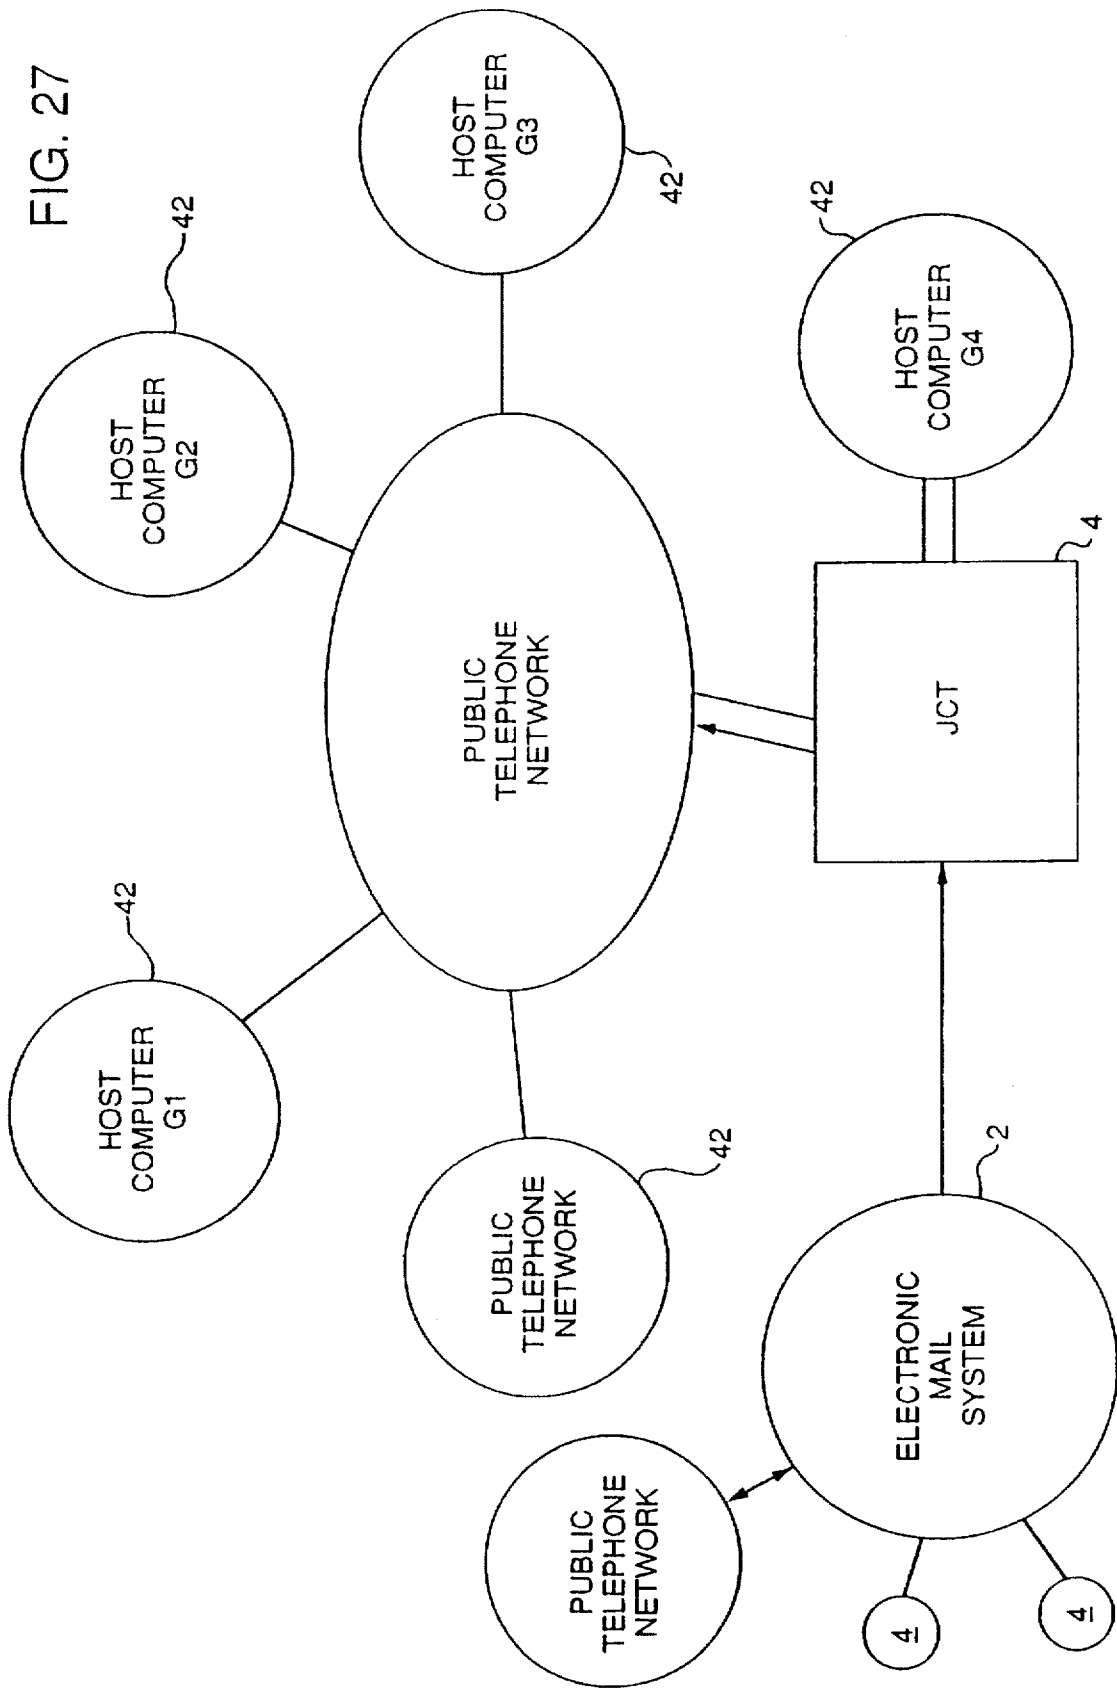 FIG. 27
HOST
COMPUTER
G1
42
HOST
COMPUTER
G2
42
HOST
COMPUTER
G3
42
PUBLIC
TELEPHONE
NETWORK
PUBLIC
TELEPHONE
NETWORK
42
PUBLIC
TELEPHONE
NETWORK
ELECTRONIC
MAIL
SYSTEM
2
JCT
4
HOST
COMPUTER
G4
42
4
4